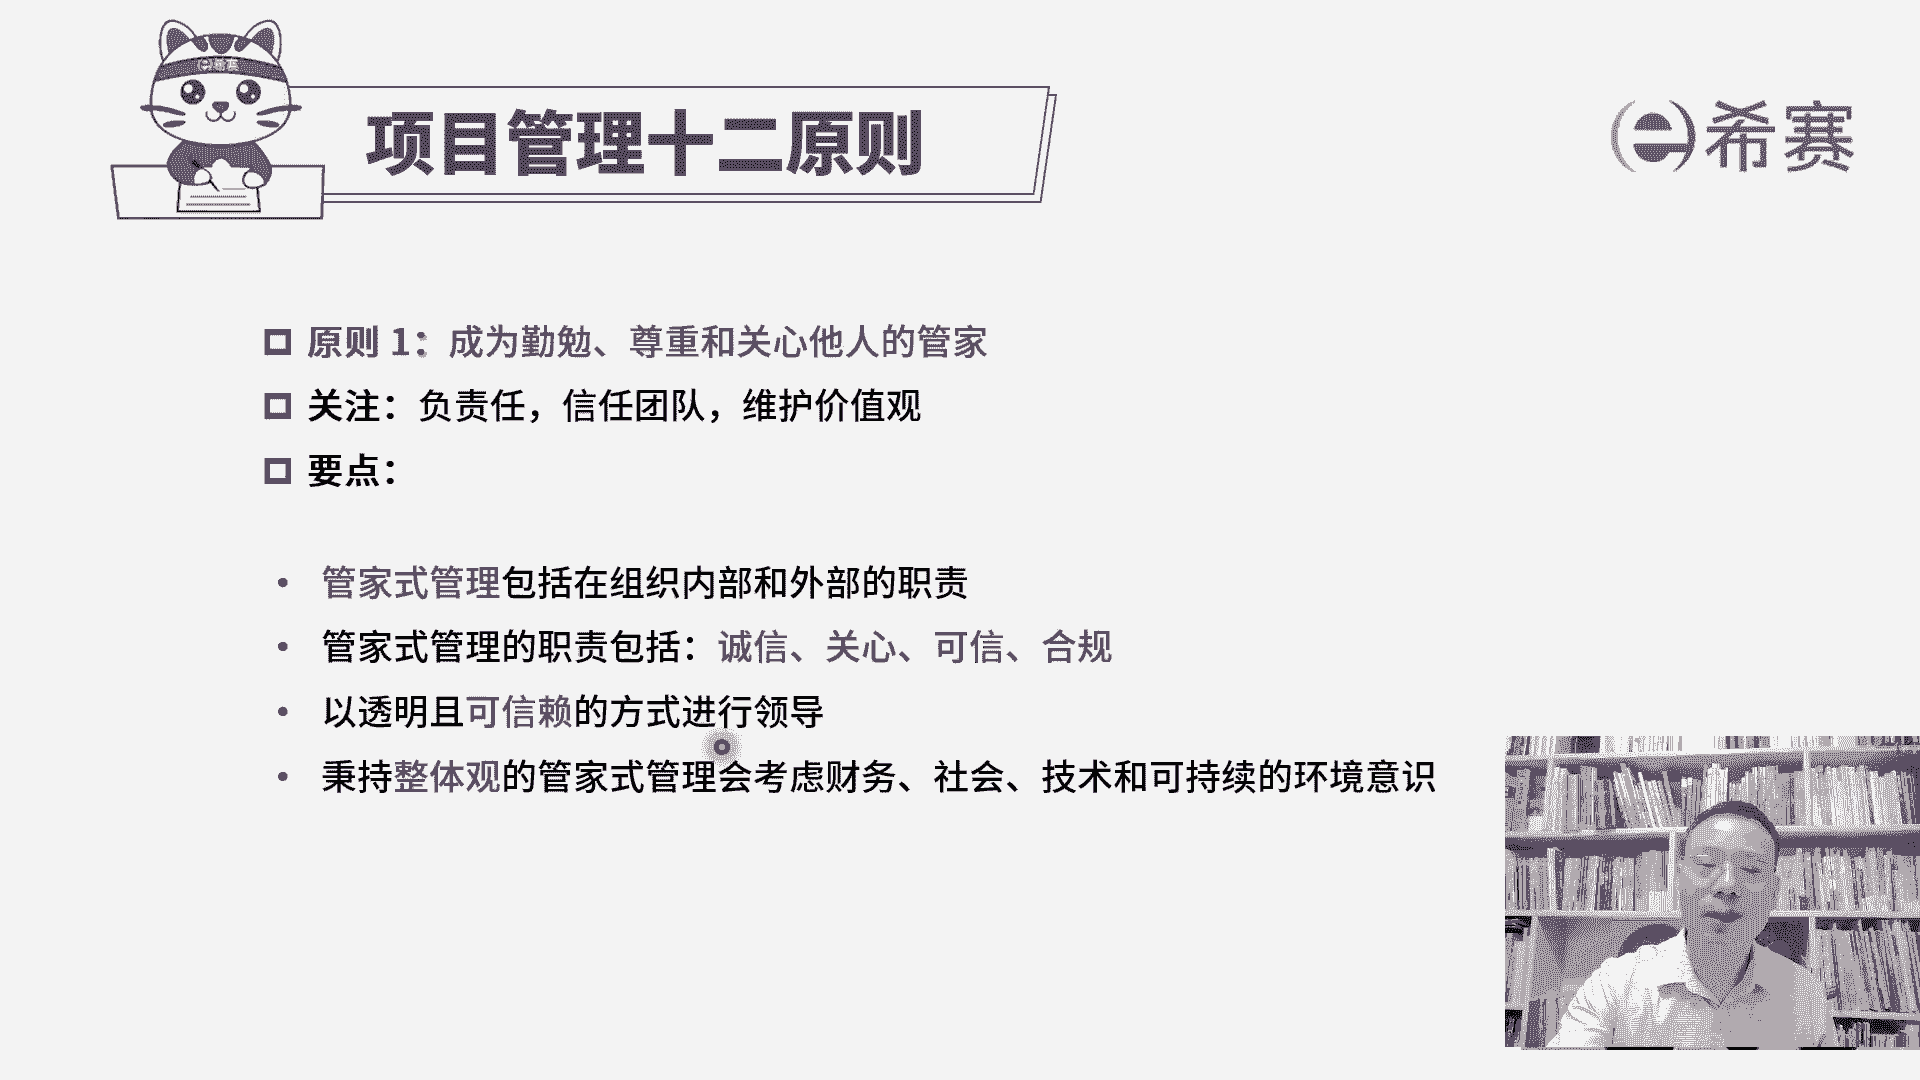 希赛
项目管理十二原则
希赛
原则 1：成为勤勉、尊重和关心他人的管家
关注：负责任，信任团队，维护价值观
要点：
管家式管理包括在组织内部和外部的职责
管家式管理的职责包括：诚信、关心、可信、合规
以透明且可信赖的方式进行领导
秉持整体观的管家式管理会考虑财务、社会、技术和可持续的环境意识